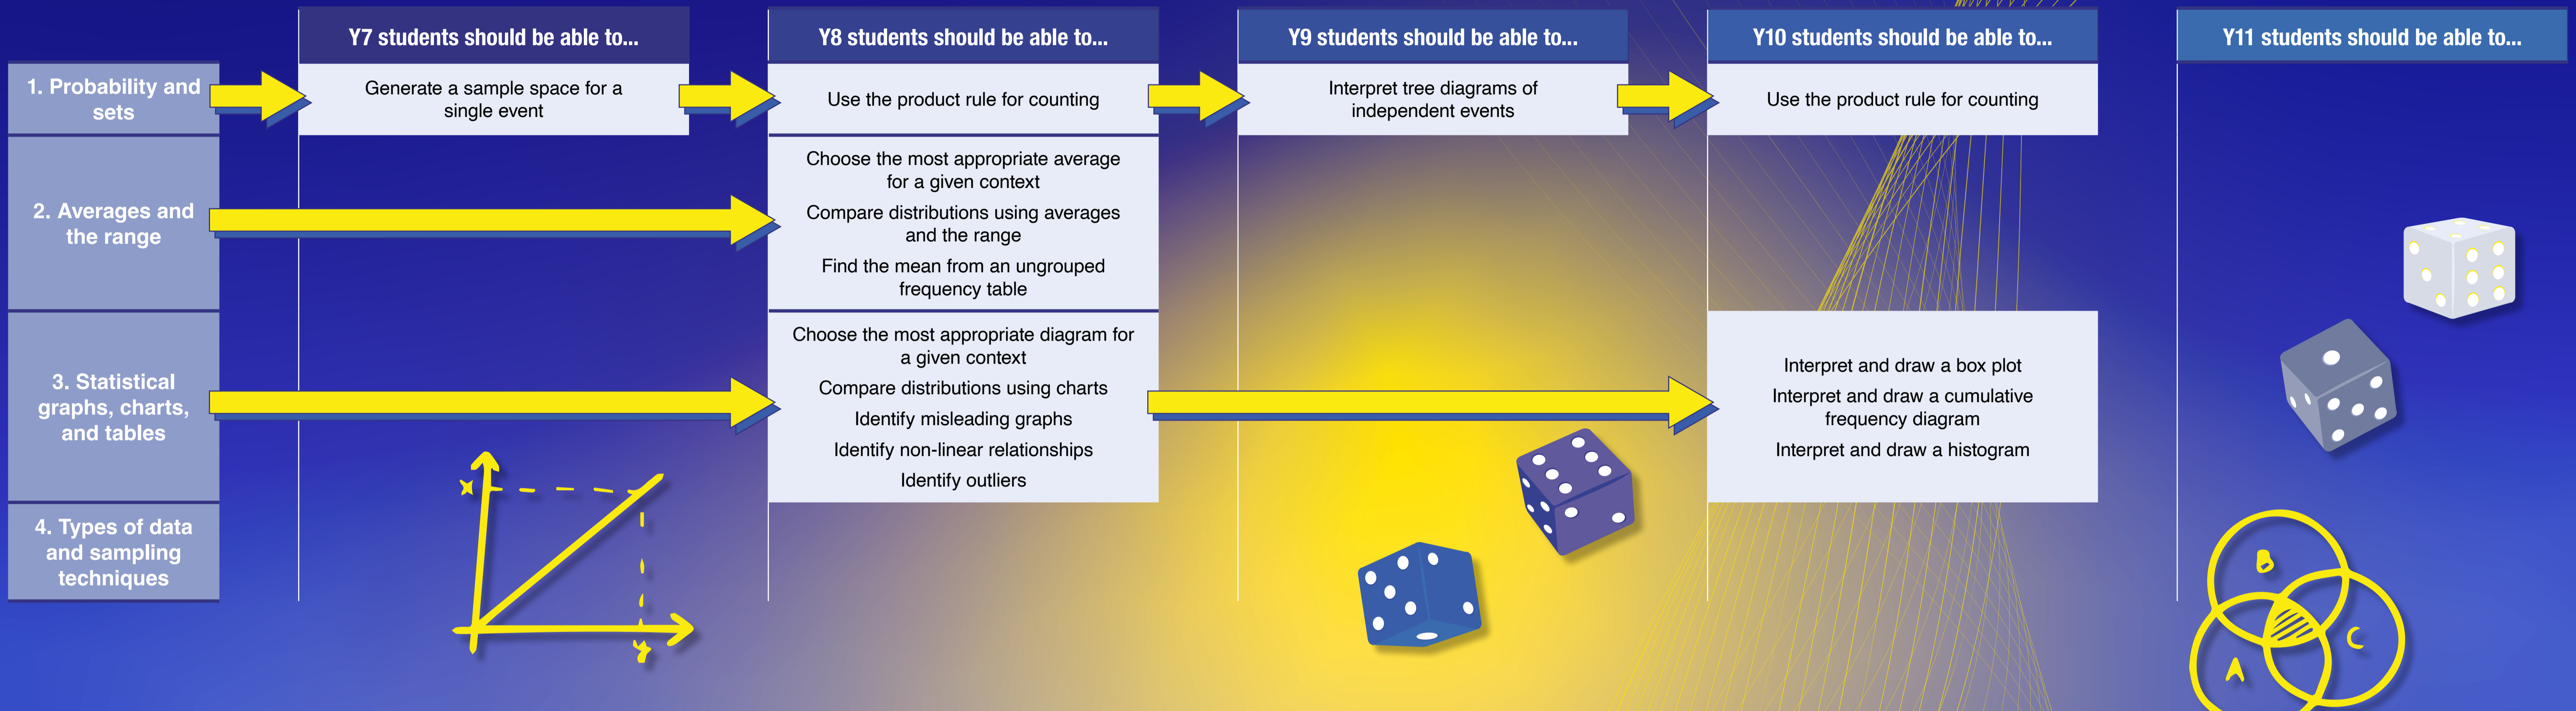 Y7 students should be able to...
Y8 students should be able to...
Y9 students should be able to...
Y10 students should be able to...
Y11 students should be able to...
1. Probability and
sets
Generate a sample space for a
single event
Use the product rule for counting
Interpret tree diagrams of
independent events
Use the product rule for counting
2. Averages and
the range
Choose the most appropriate average
for a given context
Compare distributions using averages
and the range
Find the mean from an ungrouped
frequency table
3. Statistical
graphs, charts,
and tables
Choose the most appropriate diagram for
a given context
Compare distributions using charts
Identify misleading graphs
Identify non-linear relationships
Identify outliers
Interpret and draw a box plot
Interpret and draw a cumulative
frequency diagram
Interpret and draw a histogram
4. Types of data
and sampling
techniques
B
C
A